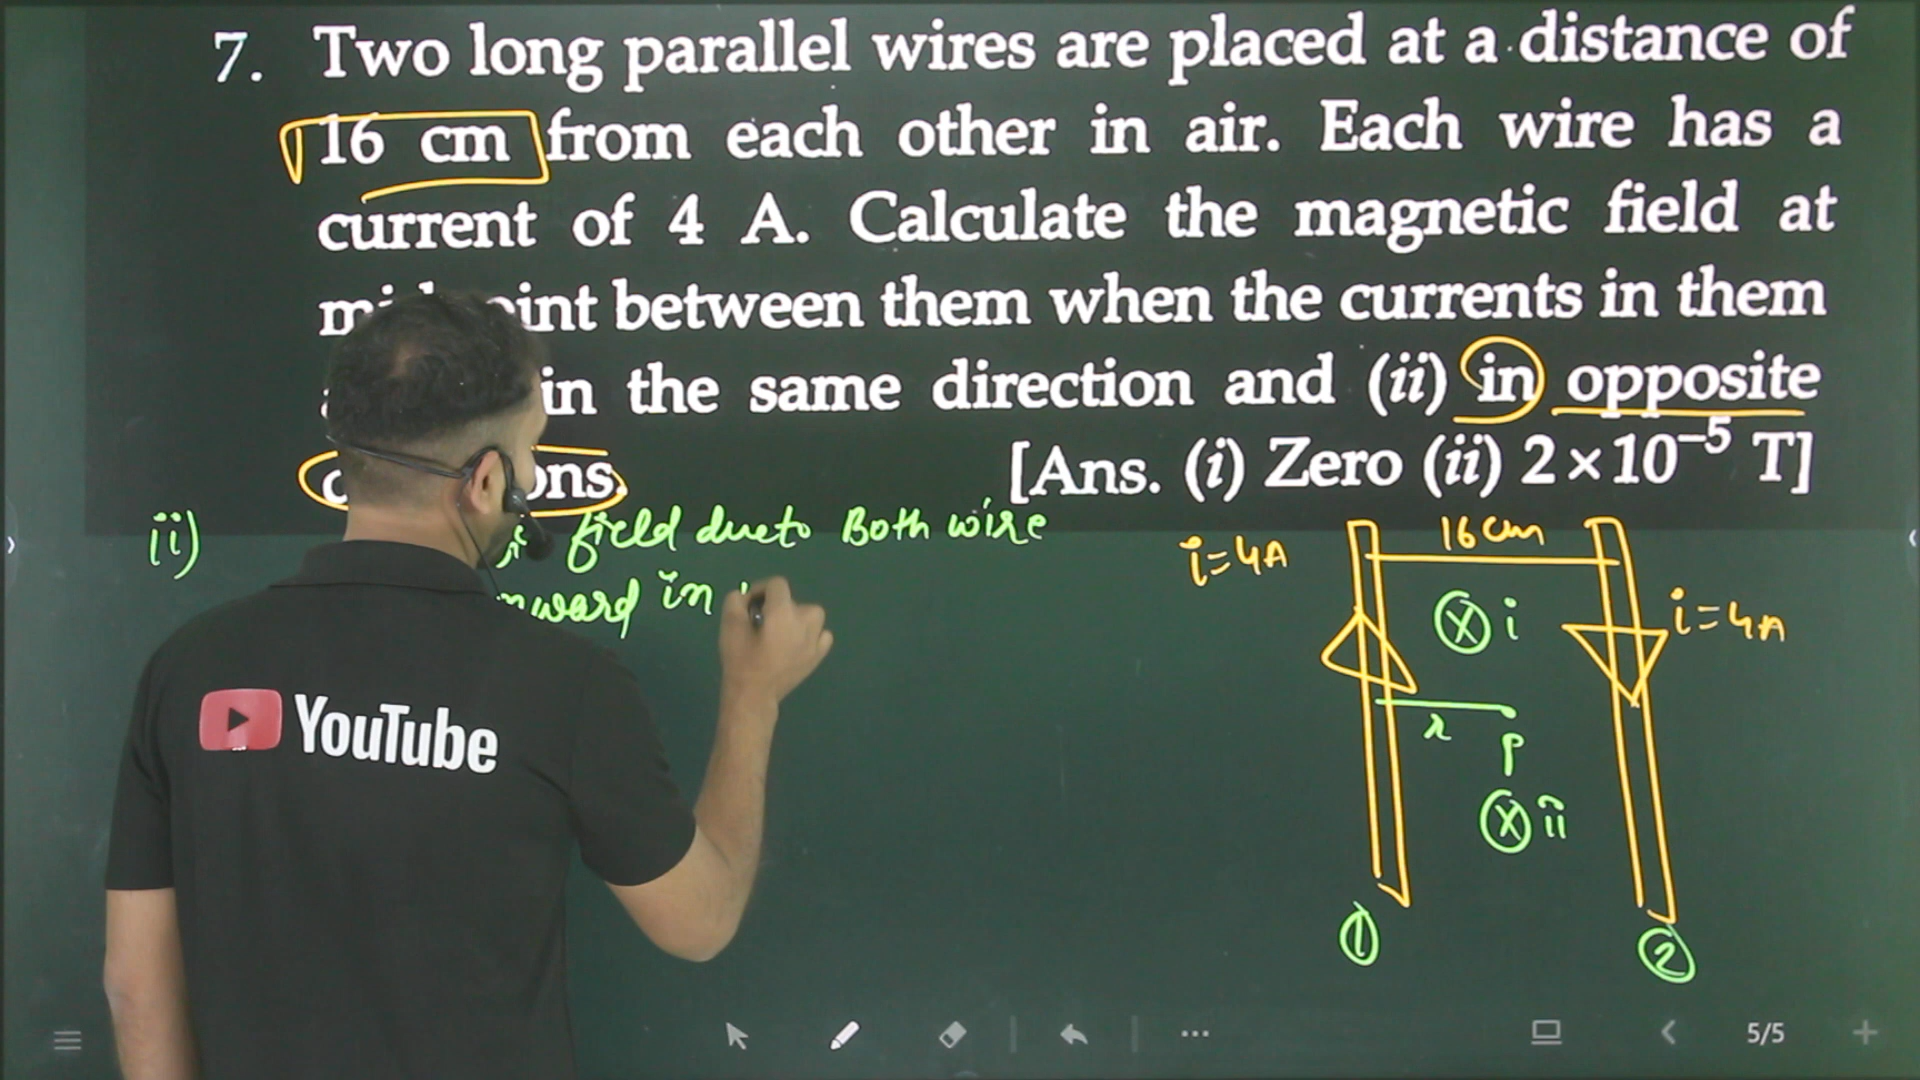 7. Two long parallel wires are placed at a distance of
16 cm from each other in air. Each wire has a
current of 4 A. Calculate the magnetic field at
between them when the currents in them
in the same direction and (ii) in opposite
[Ans. (i) Zero (ii) 2×10⁻⁵ T]
ii) field due to Both wire
in
i=4A
16cm
i=4A
ⓧ i
r
P
ⓧ ii
①
②
YouTube
5/5